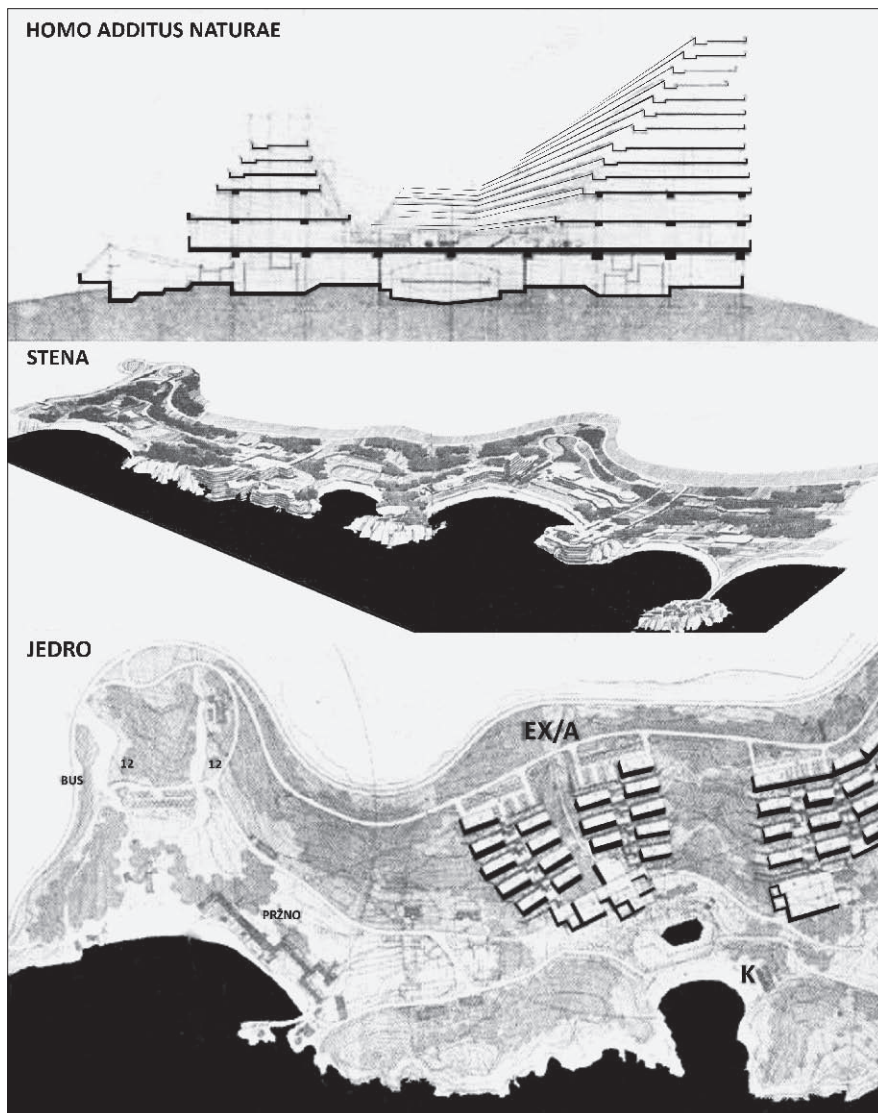 HOMO ADDITUS NATURAE
STENA
JEDRO
EX/A
12
12
BUS
PRŽNO
K